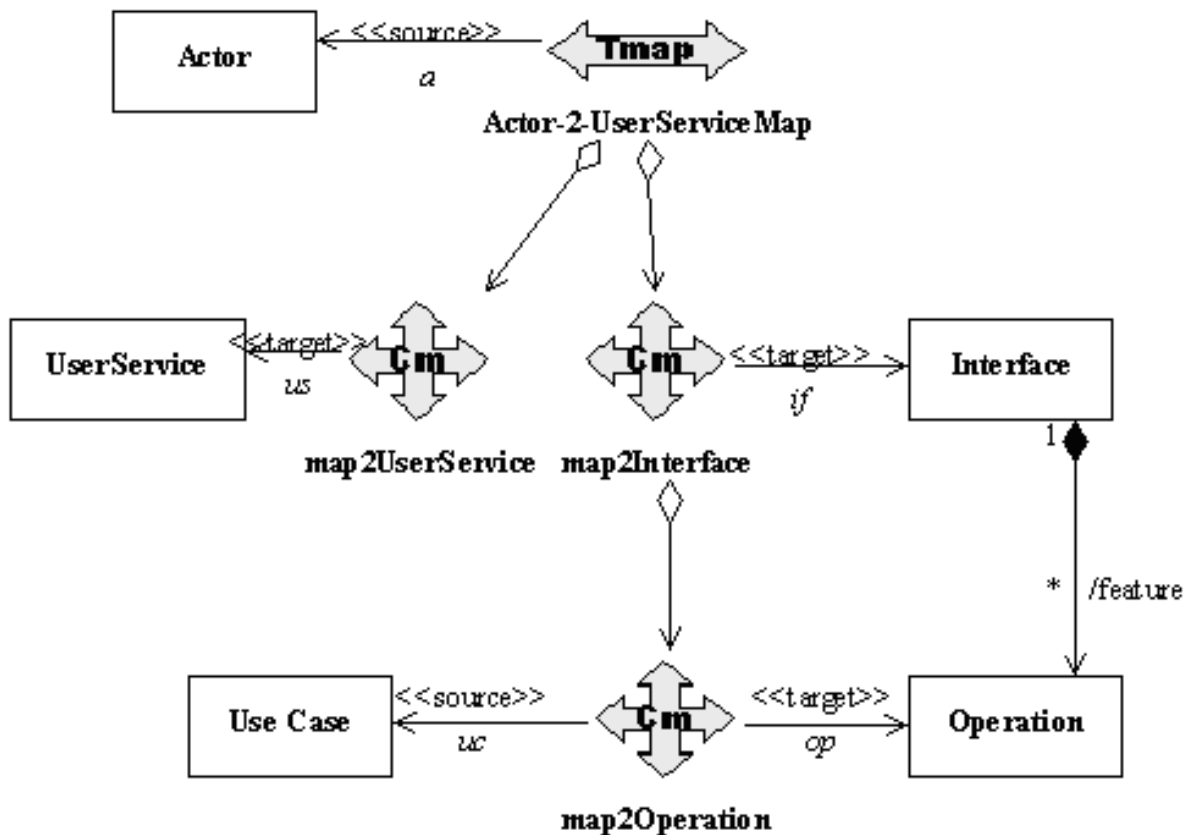 Actor
<<source>>
a
Tmap
Actor-2-UserServiceMap
UserService
<<target>>
us
Cm
map2UserService
Cm
map2Interface
<<target>>
if
Interface
1
*
/feature
Use Case
<<source>>
uc
Cm
map2Operation
<<target>>
op
Operation